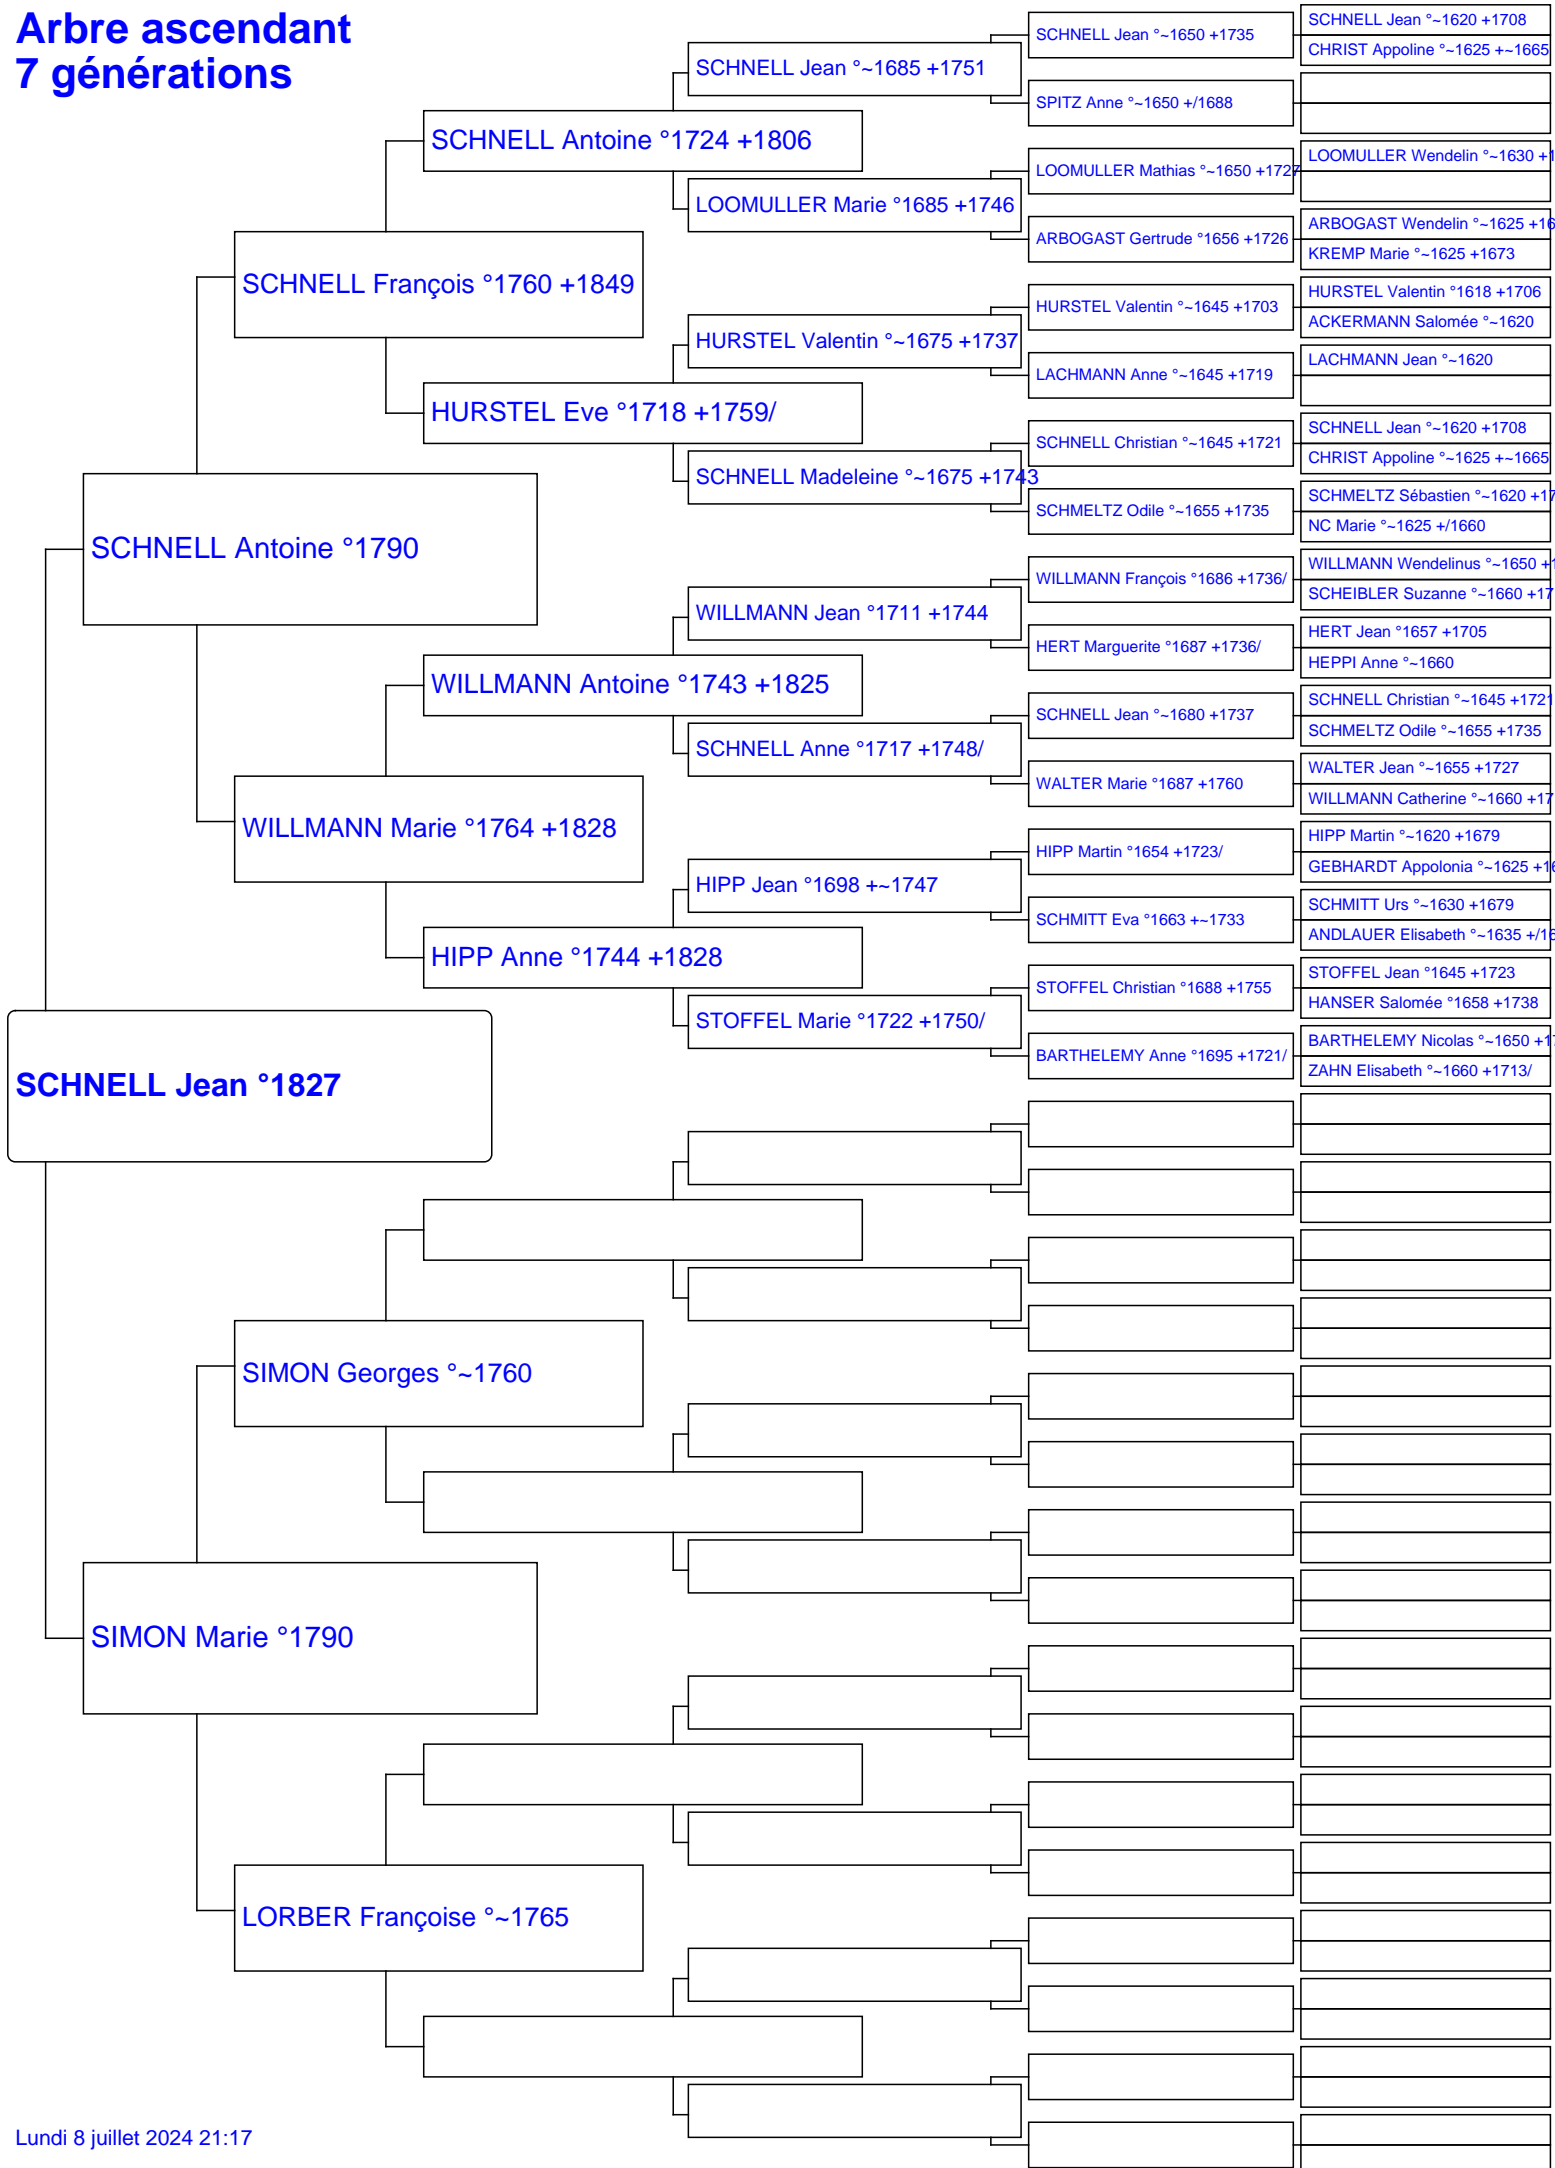 Arbre ascendant
7 générations
SCHNELL Jean °1827
SCHNELL Antoine °1790
SIMON Marie °1790
SCHNELL François °1760 +1849
WILLMANN Marie °1764 +1828
SIMON Georges °~1760
LORBER Françoise °~1765
SCHNELL Antoine °1724 +1806
HURSTEL Eve °1718 +1759/
WILLMANN Antoine °1743 +1825
HIPP Anne °1744 +1828
SCHNELL Jean °~1685 +1751
LOOMULLER Marie °1685 +1746
HURSTEL Valentin °~1675 +1737
SCHNELL Madeleine °~1675 +1743
WILLMANN Jean °1711 +1744
SCHNELL Anne °1717 +1748/
HIPP Jean °1698 +~1747
STOFFEL Marie °1722 +1750/
SCHNELL Jean °~1650 +1735
SPITZ Anne °~1650 +/1688
LOOMULLER Mathias °~1650 +1727
ARBOGAST Gertrude °1656 +1726
HURSTEL Valentin °~1645 +1703
LACHMANN Anne °~1645 +1719
SCHNELL Christian °~1645 +1721
SCHMELTZ Odile °~1655 +1735
WILLMANN François °1686 +1736/
HERT Marguerite °1687 +1736/
SCHNELL Jean °~1680 +1737
WALTER Marie °1687 +1760
HIPP Martin °1654 +1723/
SCHMITT Eva °1663 +~1733
STOFFEL Christian °1688 +1755
BARTHELEMY Anne °1695 +1721/
SCHNELL Jean °~1620 +1708
CHRIST Appoline °~1625 +~1665
LOOMULLER Wendelin °~1630 +1
ARBOGAST Wendelin °~1625 +16
KREMP Marie °~1625 +1673
HURSTEL Valentin °1618 +1706
ACKERMANN Salomée °~1620
LACHMANN Jean °~1620
SCHNELL Jean °~1620 +1708
CHRIST Appoline °~1625 +~1665
SCHMELTZ Sébastien °~1620 +17
NC Marie °~1625 +/1660
WILLMANN Wendelinus °~1650 +1
SCHEIBLER Suzanne °~1660 +17
HERT Jean °1657 +1705
HEPPI Anne °~1660
SCHNELL Christian °~1645 +1721
SCHMELTZ Odile °~1655 +1735
WALTER Jean °~1655 +1727
WILLMANN Catherine °~1660 +17
HIPP Martin °~1620 +1679
GEBHARDT Appolonia °~1625 +16
SCHMITT Urs °~1630 +1679
ANDLAUER Elisabeth °~1635 +/16
STOFFEL Jean °1645 +1723
HANSER Salomée °1658 +1738
BARTHELEMY Nicolas °~1650 +17
ZAHN Elisabeth °~1660 +1713/
Lundi 8 juillet 2024 21:17